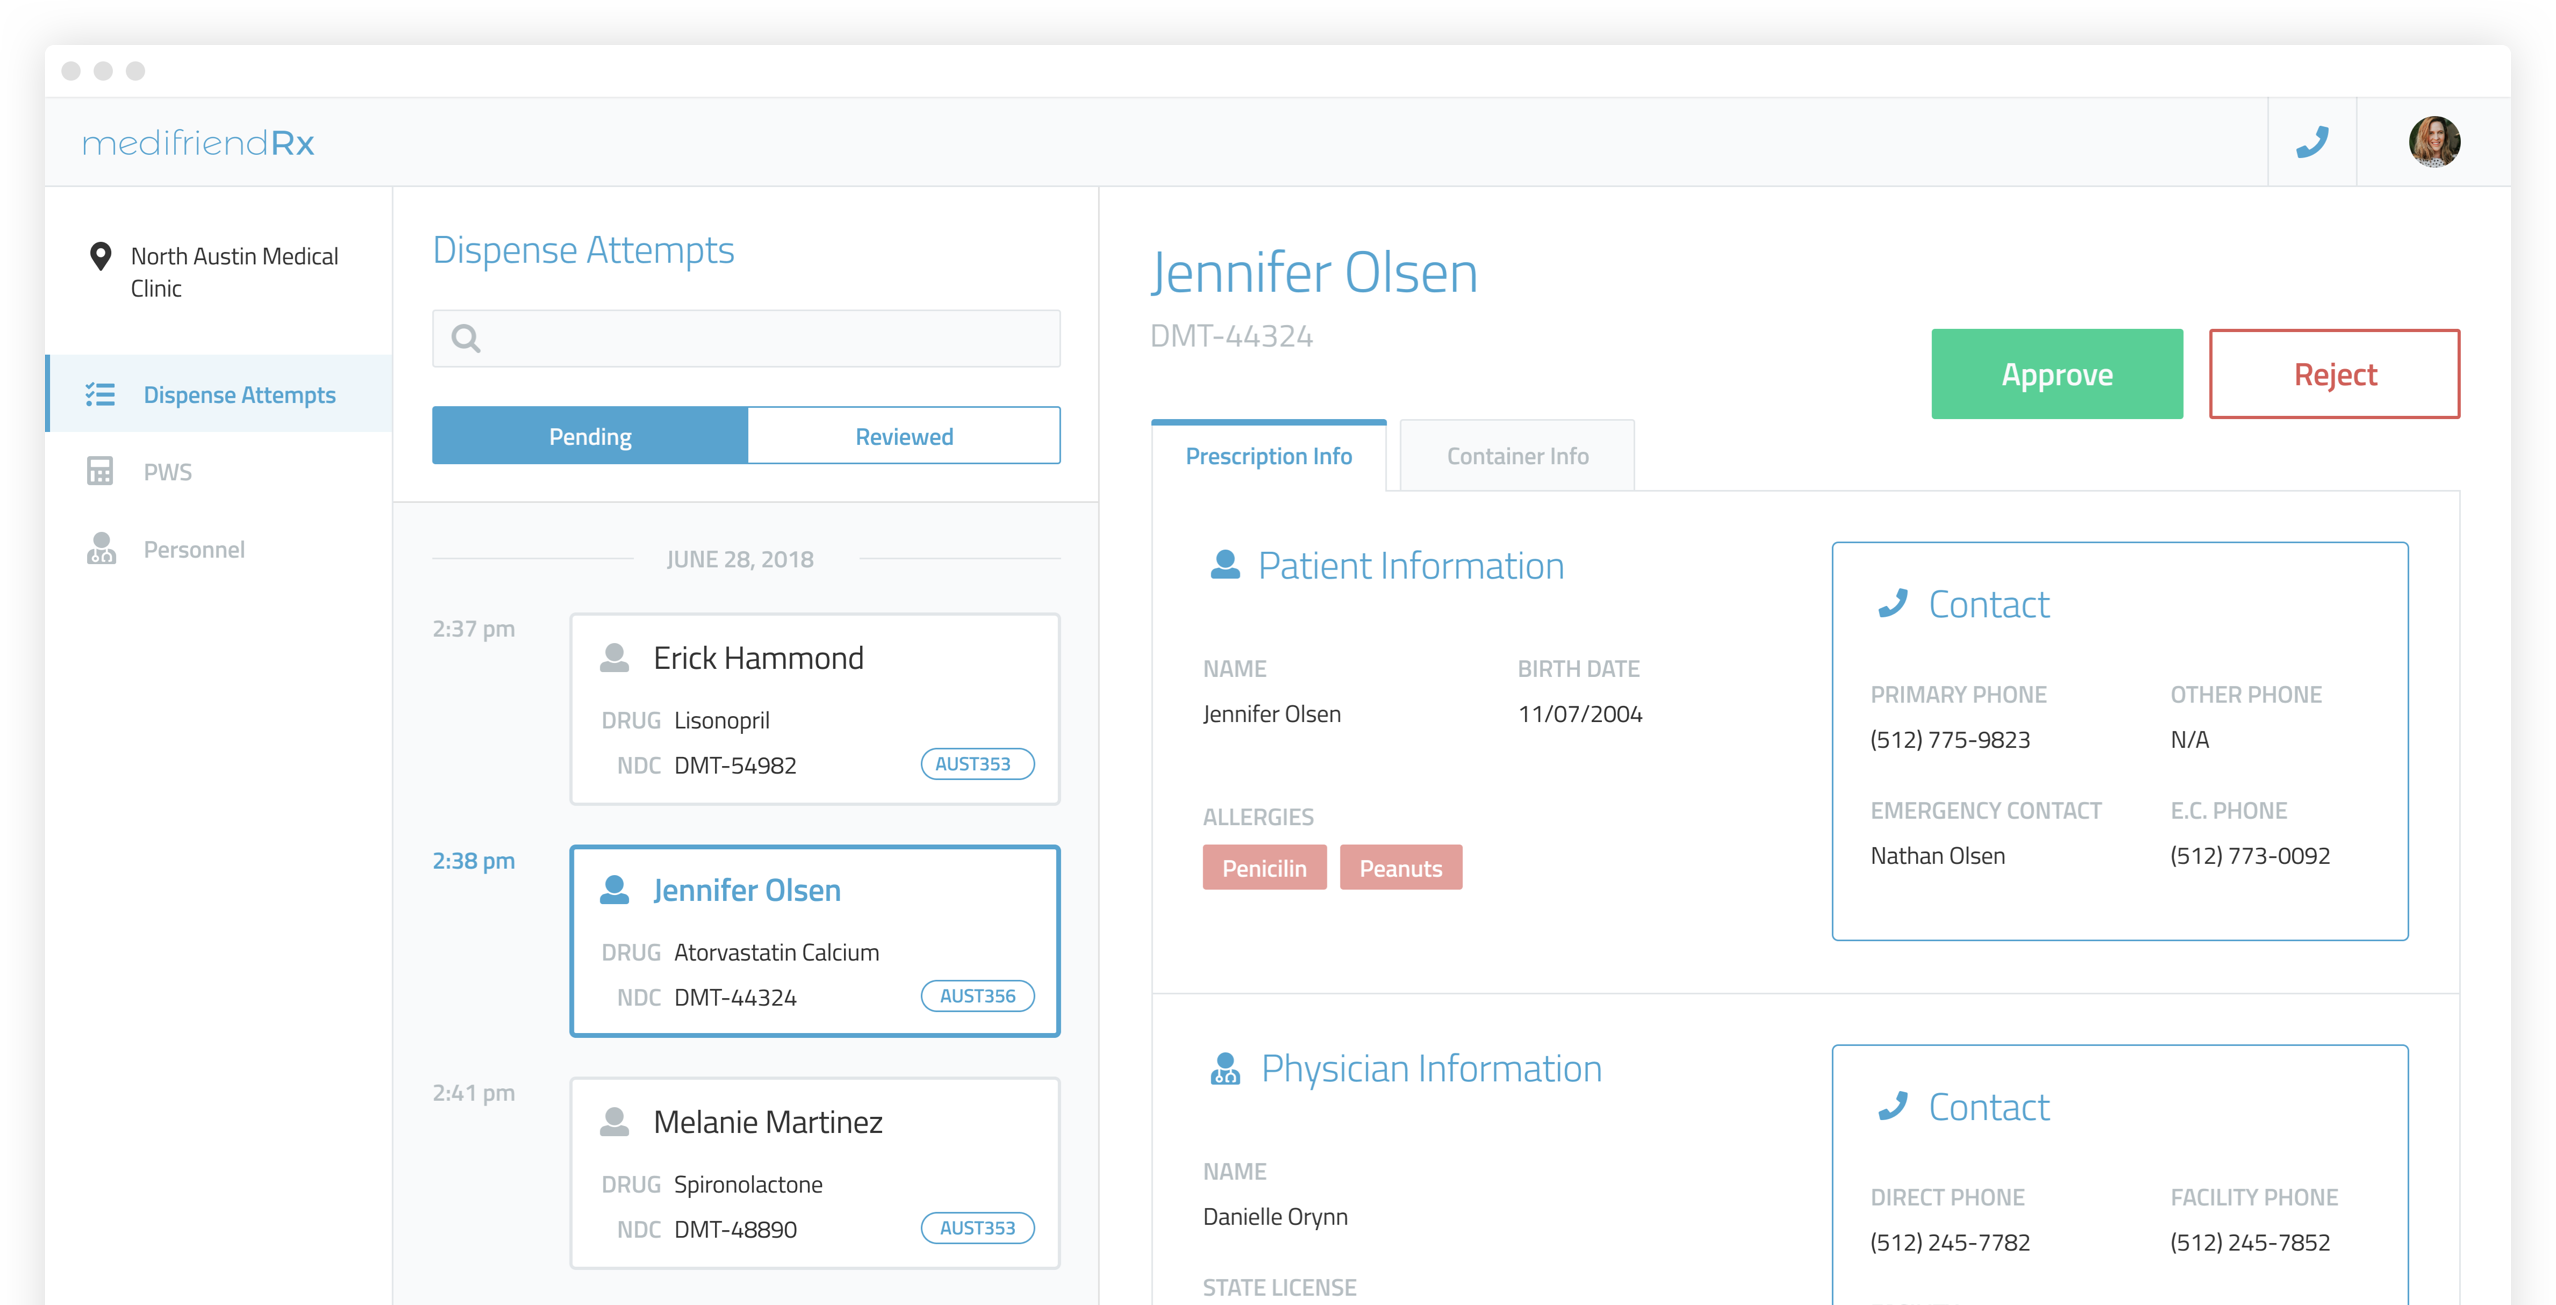 medifriendRx
North Austin Medical
Clinic
Dispense Attempts
PWS
Personnel
Dispense Attempts
Pending
Reviewed
JUNE 28, 2018
2:37 pm
Erick Hammond
DRUG Lisonopril
NDC DMT-54982
AUST353
2:38 pm
Jennifer Olsen
DRUG Atorvastatin Calcium
NDC DMT-44324
AUST356
2:41 pm
Melanie Martinez
DRUG Spironolactone
NDC DMT-48890
AUST353
Jennifer Olsen
DMT-44324
Approve
Reject
Prescription Info
Container Info
Patient Information
NAME
Jennifer Olsen
BIRTH DATE
11/07/2004
ALLERGIES
Penicilin
Peanuts
Contact
PRIMARY PHONE
(512) 775-9823
OTHER PHONE
N/A
EMERGENCY CONTACT
Nathan Olsen
E.C. PHONE
(512) 773-0092
Physician Information
NAME
Danielle Orynn
STATE LICENSE
Contact
DIRECT PHONE
(512) 245-7782
FACILITY PHONE
(512) 245-7852